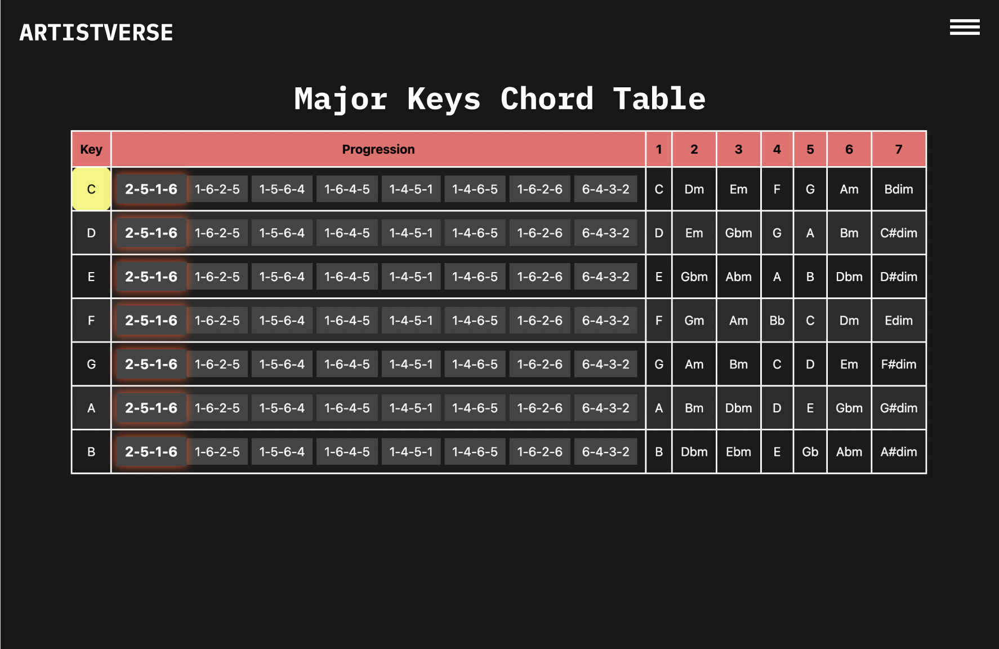 ARTISTVERSE
Major Keys Chord Table
Key Progression 1 2 3 4 5 6 7
C 2-5-1-6 1-6-2-5 1-5-6-4 1-6-4-5 1-4-5-1 1-4-6-5 1-6-2-6 6-4-3-2 C Dm Em F G Am Bdim
D 2-5-1-6 1-6-2-5 1-5-6-4 1-6-4-5 1-4-5-1 1-4-6-5 1-6-2-6 6-4-3-2 D Em Gbm G A Bm C#dim
E 2-5-1-6 1-6-2-5 1-5-6-4 1-6-4-5 1-4-5-1 1-4-6-5 1-6-2-6 6-4-3-2 E Gbm Abm A B Dbm D#dim
F 2-5-1-6 1-6-2-5 1-5-6-4 1-6-4-5 1-4-5-1 1-4-6-5 1-6-2-6 6-4-3-2 F Gm Am Bb C Dm Edim
G 2-5-1-6 1-6-2-5 1-5-6-4 1-6-4-5 1-4-5-1 1-4-6-5 1-6-2-6 6-4-3-2 G Am Bm C D Em F#dim
A 2-5-1-6 1-6-2-5 1-5-6-4 1-6-4-5 1-4-5-1 1-4-6-5 1-6-2-6 6-4-3-2 A Bm Dbm D E Gbm G#dim
B 2-5-1-6 1-6-2-5 1-5-6-4 1-6-4-5 1-4-5-1 1-4-6-5 1-6-2-6 6-4-3-2 B Dbm Ebm E Gb Abm A#dim